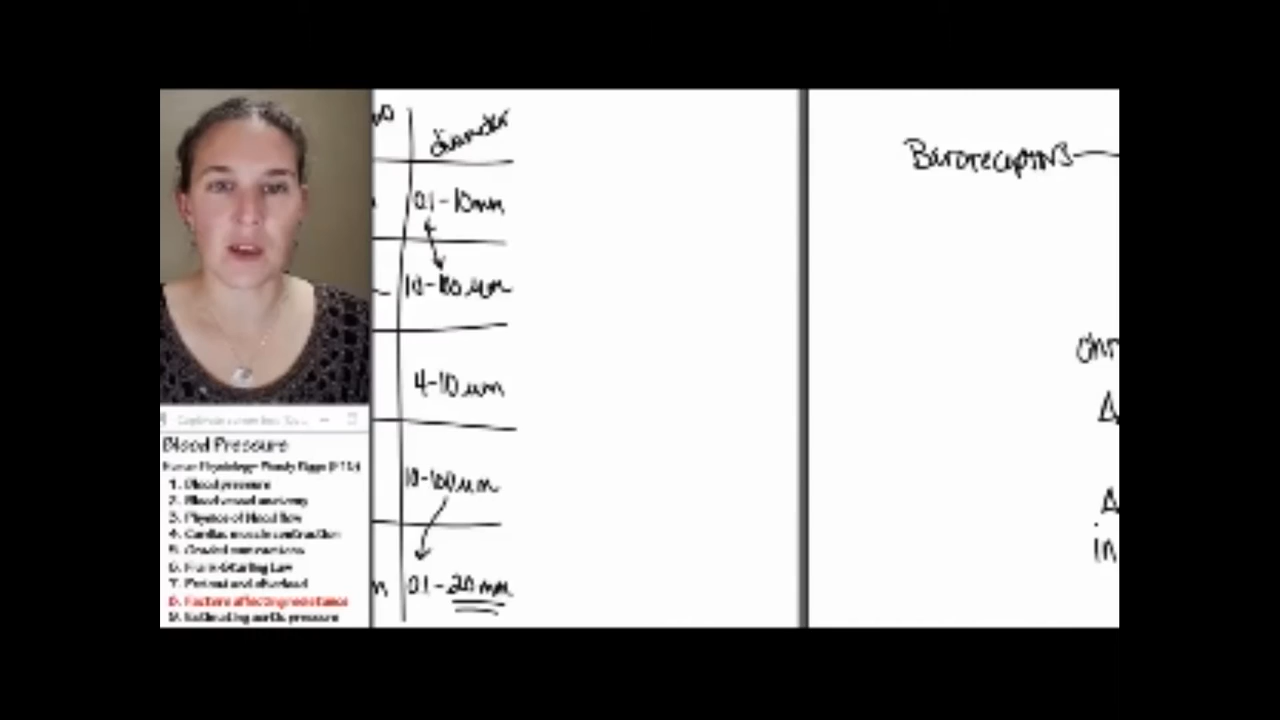 diameter
0.1-10mm
10-100 um
4-10 um
10-100 um
0.1-20 mm
Baroreceptors
Δ
Δ
in
Blood Pressure
Human Physiology- Wendy Riggs
1. Blood pressure
2. Blood vessel anatomy
3. Physics of blood flow
4. Cardiac muscle contraction
5. Graded contractions
6. Frank-Starling Law
7. Preload and afterload
8. Factors affecting resistance
9. Estimating aortic pressure